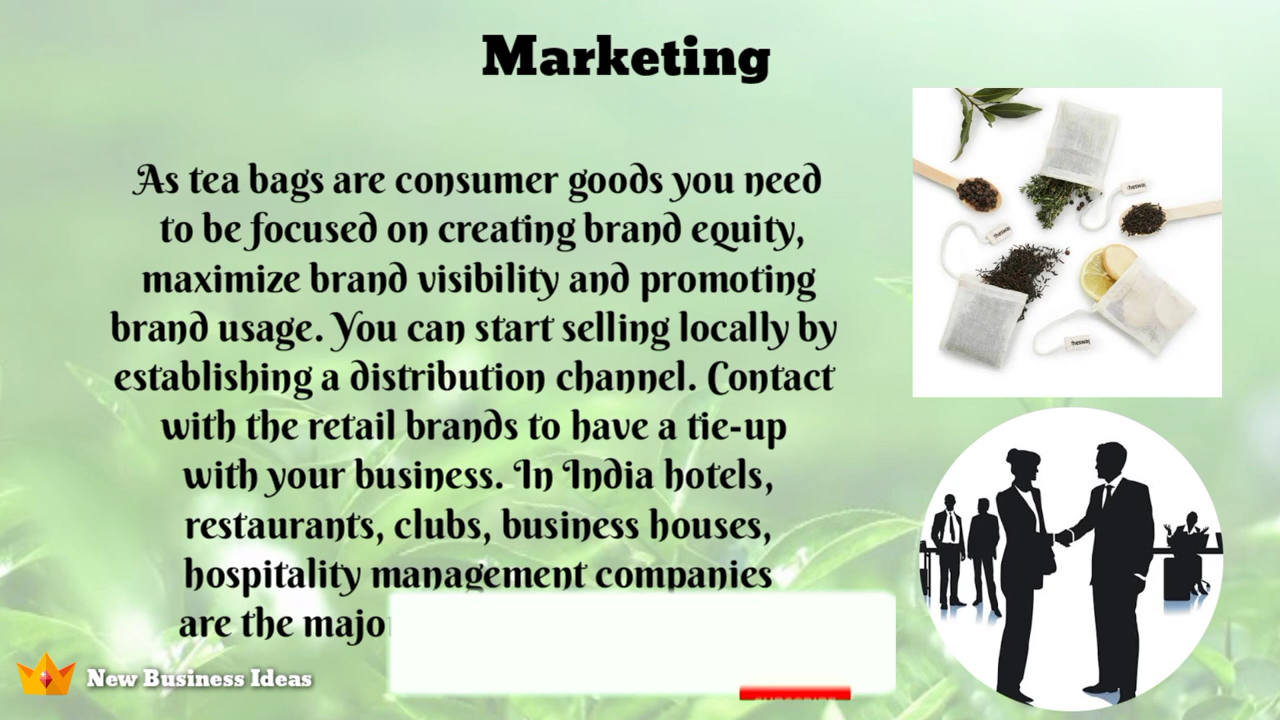 Marketing
As tea bags are consumer goods you need
to be focused on creating brand equity,
maximize brand visibility and promoting
brand usage. You can start selling locally by
establishing a distribution channel. Contact
with the retail brands to have a tie-up
with your business. In India hotels,
restaurants, clubs, business houses,
hospitality management companies
are the majo
New Business Ideas